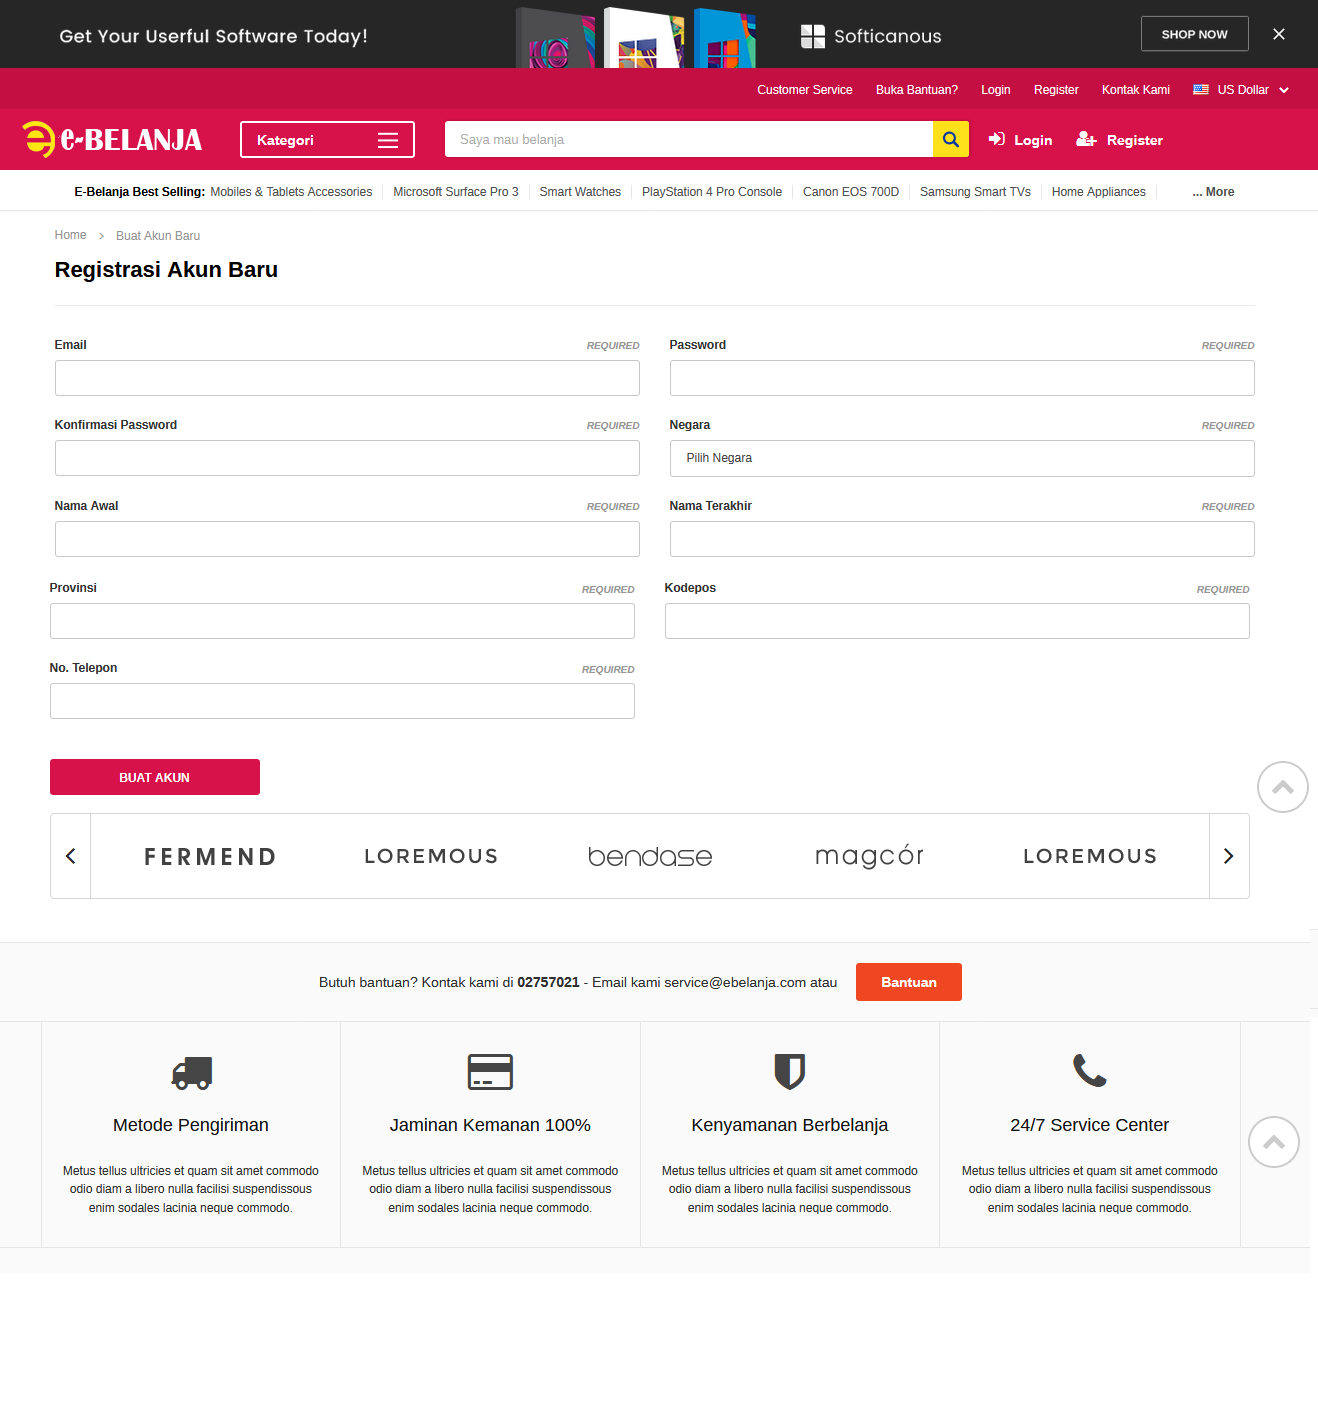 Get Your Userful Software Today!
Softicanous
SHOP NOW
Customer Service Buka Bantuan? Login Register Kontak Kami US Dollar
e-BELANJA
Kategori
Saya mau belanja
Login Register
E-Belanja Best Selling: Mobiles & Tablets Accessories Microsoft Surface Pro 3 Smart Watches PlayStation 4 Pro Console Canon EOS 700D Samsung Smart TVs Home Appliances ... More
Home > Buat Akun Baru
Registrasi Akun Baru
Email REQUIRED Password REQUIRED
Konfirmasi Password REQUIRED Negara REQUIRED
Pilih Negara
Nama Awal REQUIRED Nama Terakhir REQUIRED
Provinsi REQUIRED Kodepos REQUIRED
No. Telepon REQUIRED
BUAT AKUN
FERMEND LOREMOUS bendase magcór LOREMOUS
Butuh bantuan? Kontak kami di 02757021 - Email kami service@ebelanja.com atau Bantuan
Metode Pengiriman
Metus tellus ultricies et quam sit amet commodo
odio diam a libero nulla facilisi suspendissous
enim sodales lacinia neque commodo.
Jaminan Kemanan 100%
Metus tellus ultricies et quam sit amet commodo
odio diam a libero nulla facilisi suspendissous
enim sodales lacinia neque commodo.
Kenyamanan Berbelanja
Metus tellus ultricies et quam sit amet commodo
odio diam a libero nulla facilisi suspendissous
enim sodales lacinia neque commodo.
24/7 Service Center
Metus tellus ultricies et quam sit amet commodo
odio diam a libero nulla facilisi suspendissous
enim sodales lacinia neque commodo.